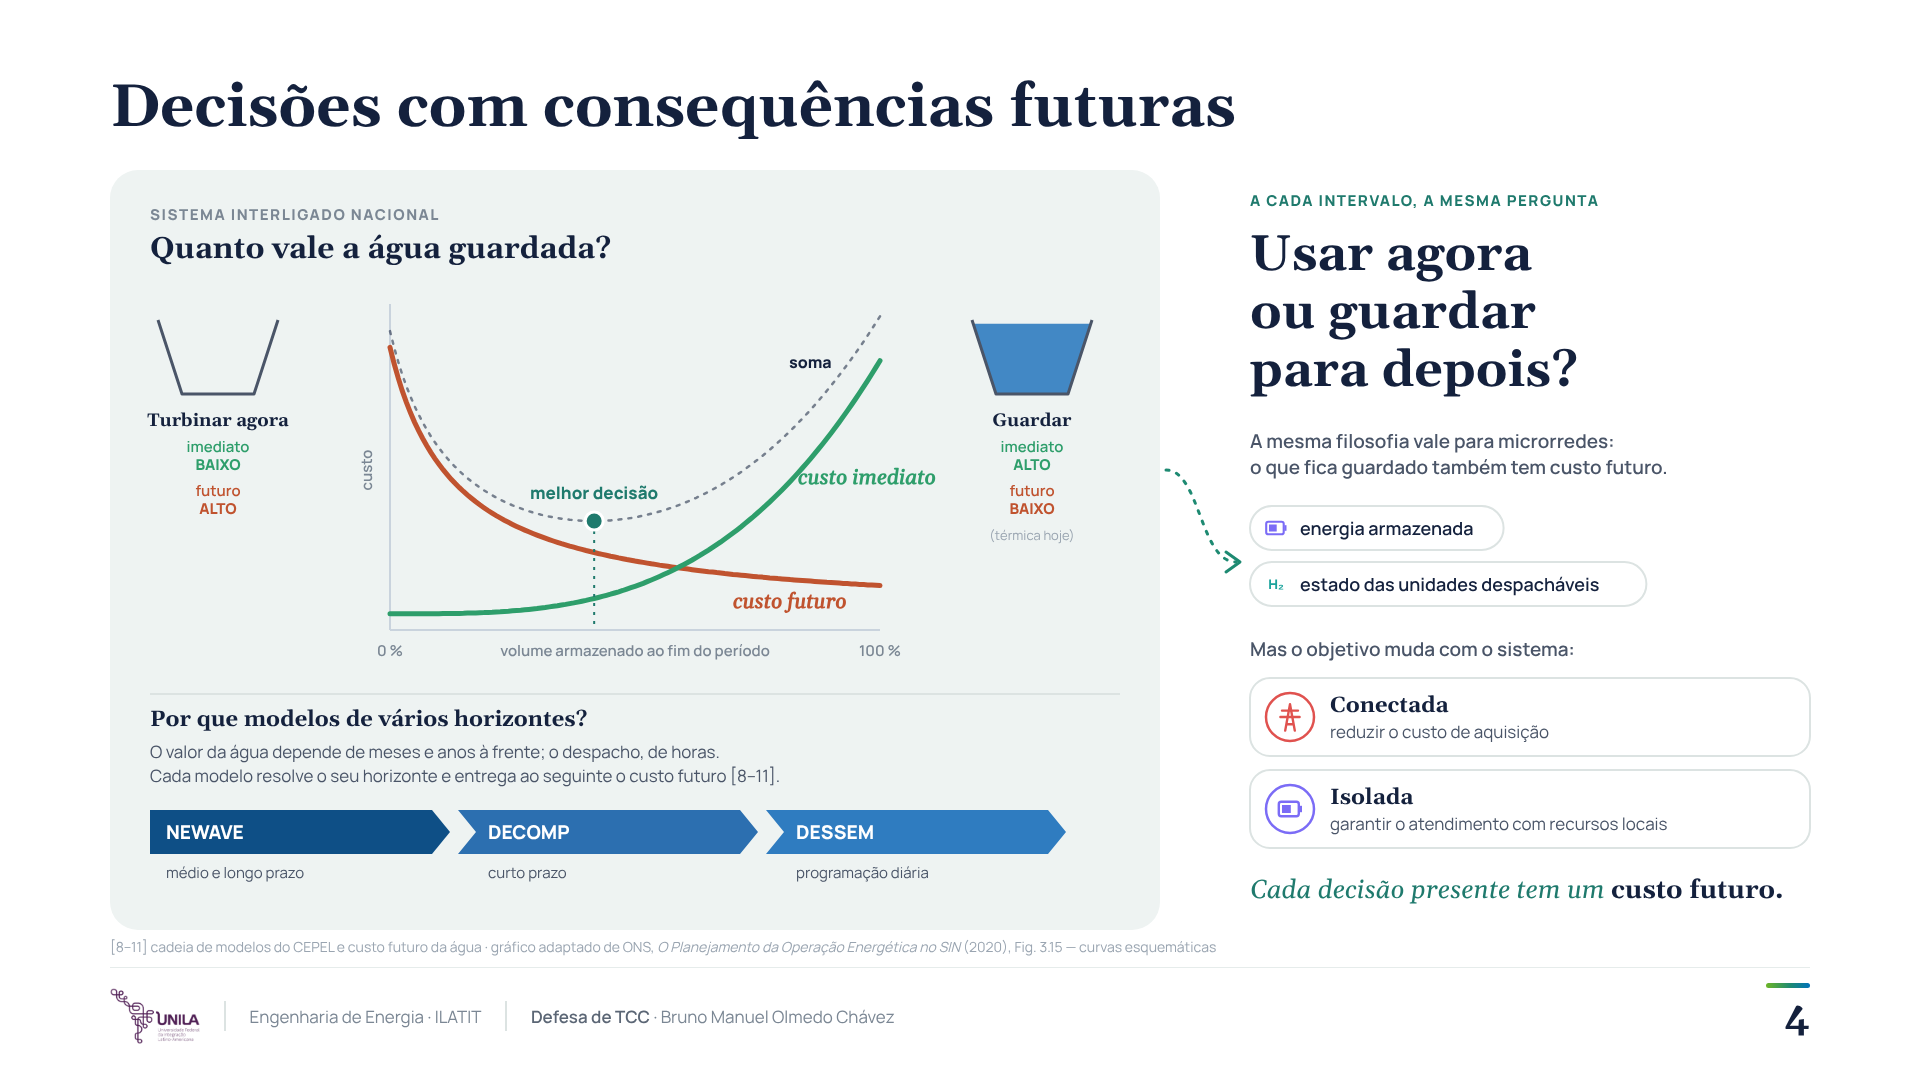 Decisões com consequências futuras
SISTEMA INTERLIGADO NACIONAL
Quanto vale a água guardada?
Turbinar agora
imediato
BAIXO
futuro
ALTO
custo
soma
melhor decisão
custo imediato
custo futuro
0 %
volume armazenado ao fim do período
100 %
Guardar
imediato
ALTO
futuro
BAIXO
(térmica hoje)
Por que modelos de vários horizontes?
O valor da água depende de meses e anos à frente; o despacho, de horas.
Cada modelo resolve o seu horizonte e entrega ao seguinte o custo futuro [8–11].
NEWAVE
DECOMP
DESSEM
médio e longo prazo
curto prazo
programação diária
A CADA INTERVALO, A MESMA PERGUNTA
Usar agora
ou guardar
para depois?
A mesma filosofia vale para microrredes:
o que fica guardado também tem custo futuro.
energia armazenada
H₂ estado das unidades despacháveis
Mas o objetivo muda com o sistema:
Conectada
reduzir o custo de aquisição
Isolada
garantir o atendimento com recursos locais
Cada decisão presente tem um custo futuro.
[8–11] cadeia de modelos do CEPEL e custo futuro da água · gráfico adaptado de ONS, O Planejamento da Operação Energética no SIN (2020), Fig. 3.15 — curvas esquemáticas
UNILA
Engenharia de Energia · ILATIT
Defesa de TCC · Bruno Manuel Olmedo Chávez
4